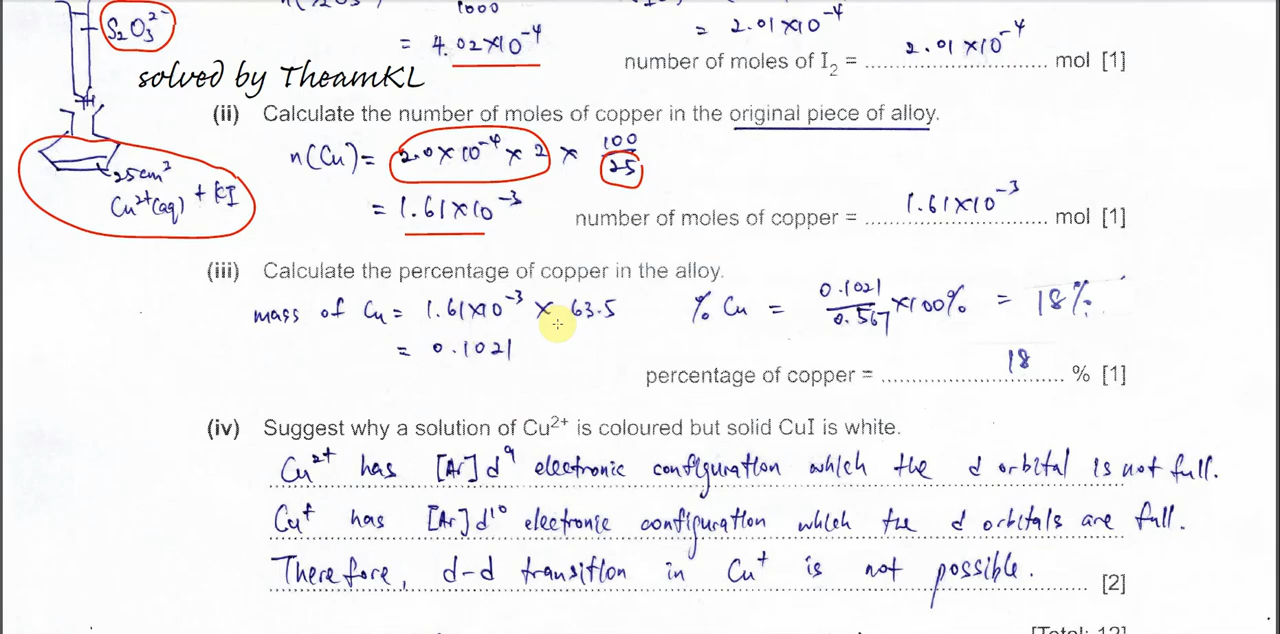 1000
S₂O₃²⁻
= 4.02×10⁻⁴
= 2.01×10⁻⁴
number of moles of I₂ = 2.01×10⁻⁴ mol [1]
solved by TheamKL
(ii) Calculate the number of moles of copper in the original piece of alloy.
n(Cu) = 2.0×10⁻⁴ × 2 × 100/25
25cm³
Cu²⁺(aq) + KI
= 1.61×10⁻³
number of moles of copper = 1.61×10⁻³ mol [1]
(iii) Calculate the percentage of copper in the alloy.
mass of Cu = 1.61×10⁻³ × 63.5
= 0.1021
% Cu = 0.1021/0.567 ×100% = 18%
percentage of copper = 18 % [1]
(iv) Suggest why a solution of Cu²⁺ is coloured but solid CuI is white.
Cu²⁺ has [Ar]d⁹ electronic configuration which the d orbital is not full.
Cu⁺ has [Ar]d¹⁰ electronic configuration which the d orbitals are full.
Therefore, d-d transition in Cu⁺ is not possible.
[2]
[Total: 12]